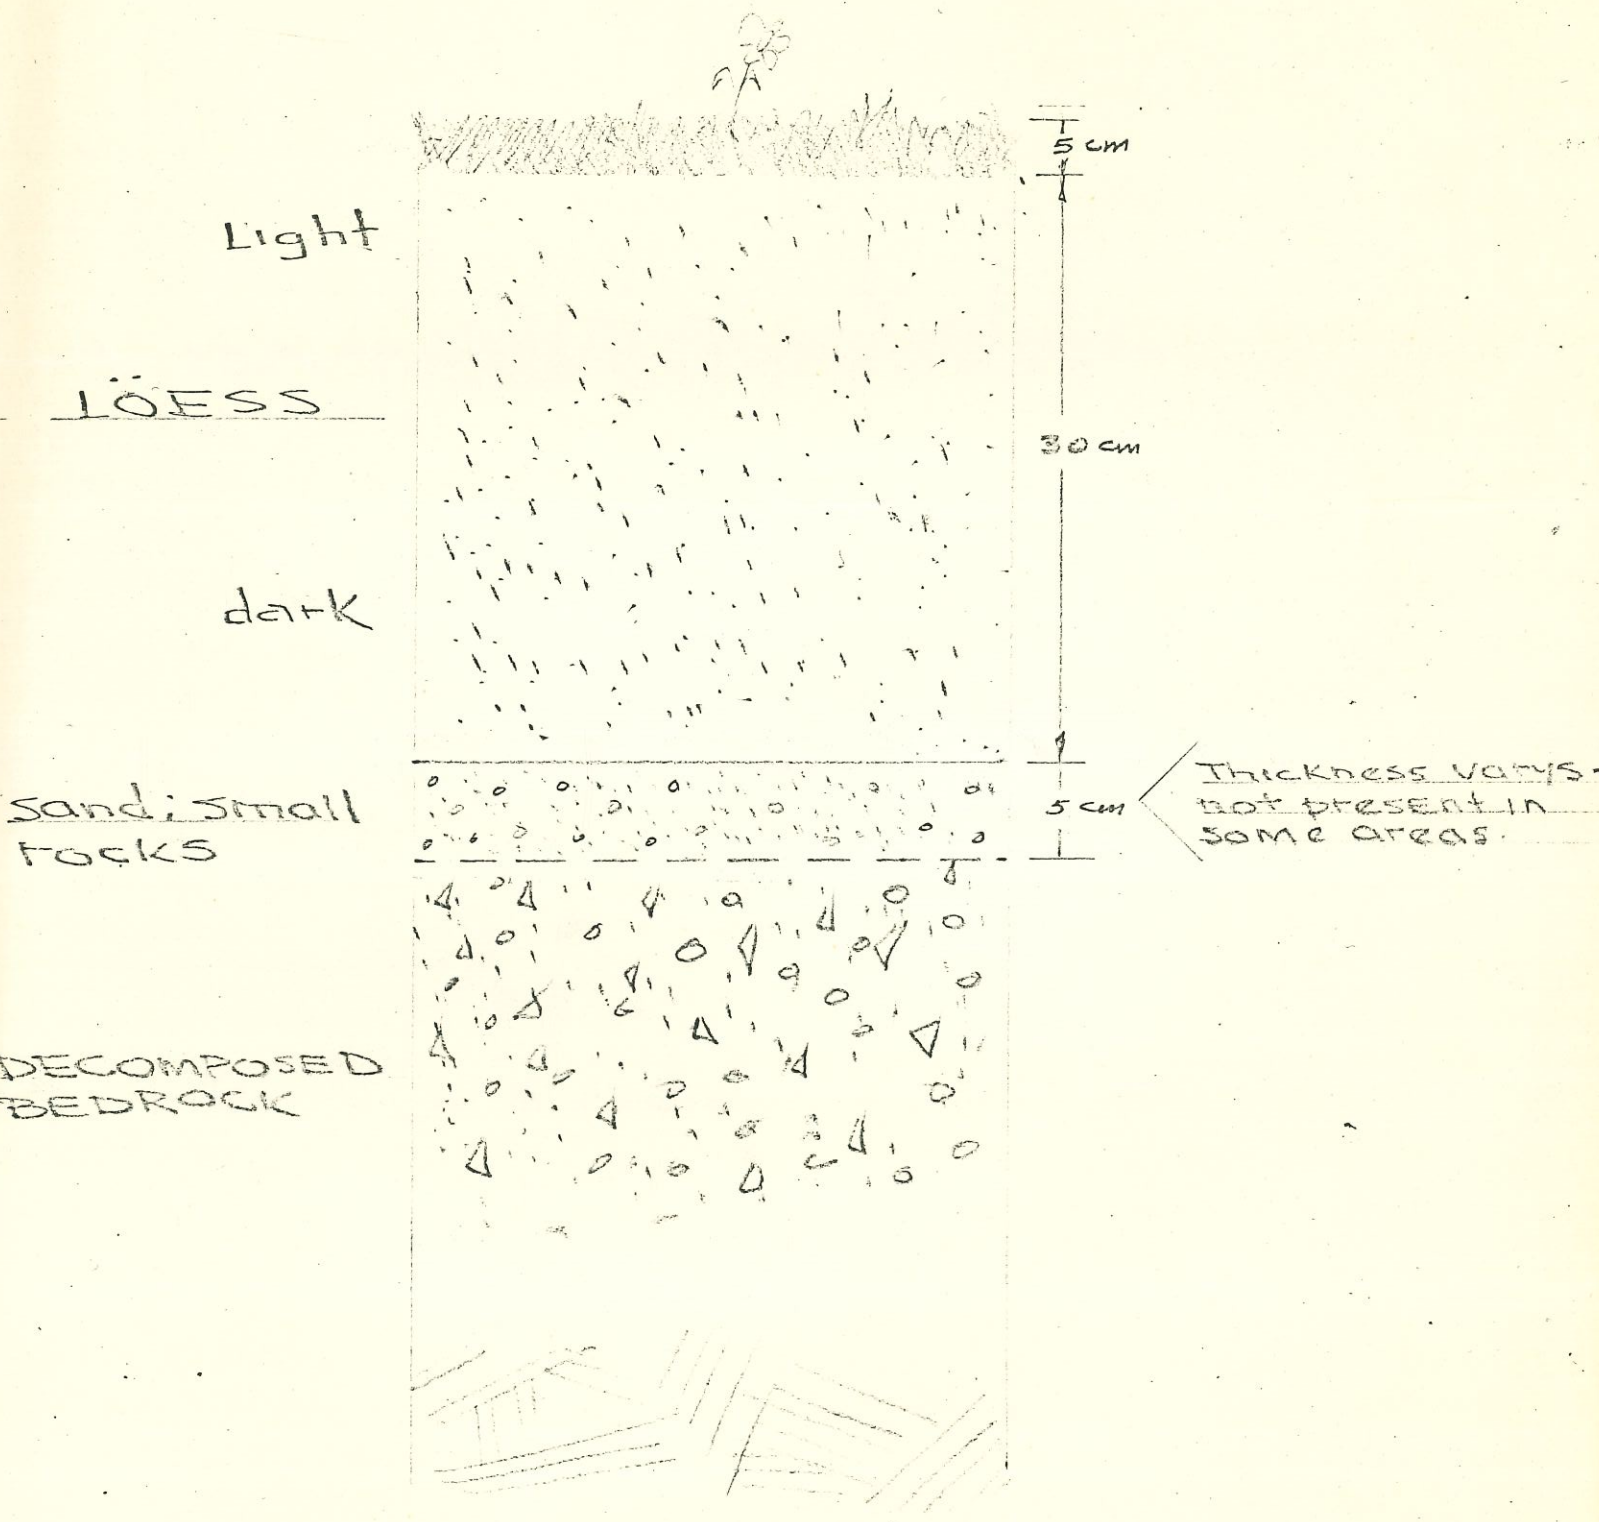 5 cm
Light
LÖESS
30 cm
dark
Sand; small
rocks
5 cm
Thickness varys-
not present in
some areas.
DECOMPOSED
BEDROCK